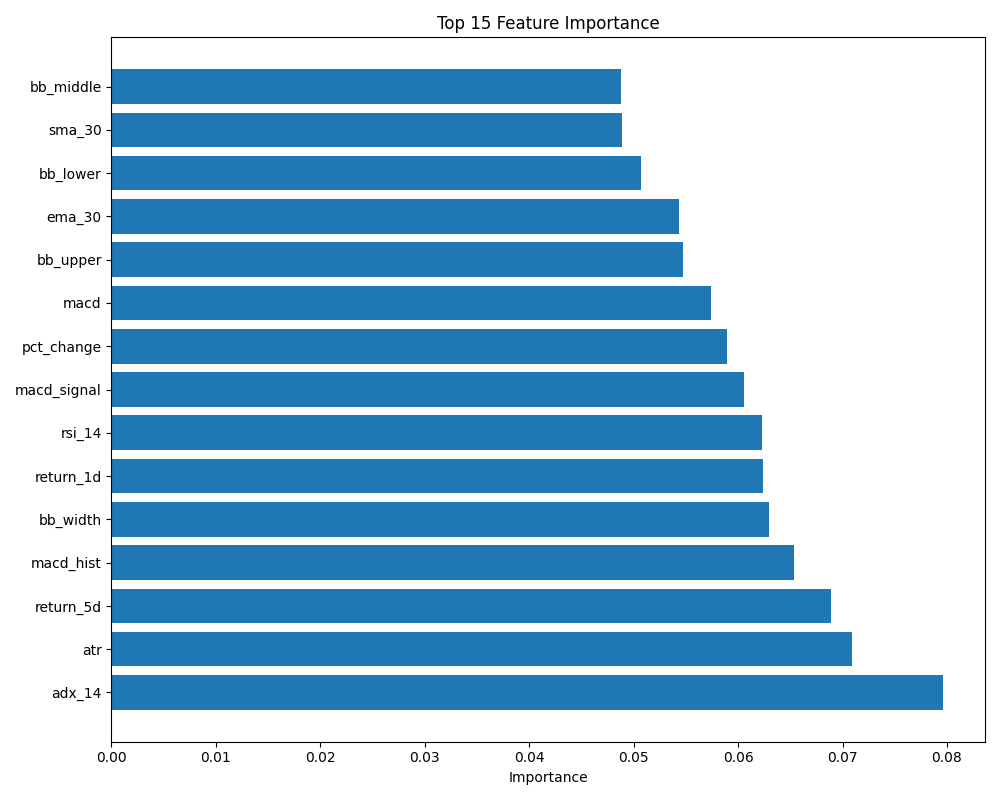 Top 15 Feature Importance
bb_middle
sma_30
bb_lower
ema_30
bb_upper
macd
pct_change
macd_signal
rsi_14
return_1d
bb_width
macd_hist
return_5d
atr
adx_14
0.00 0.01 0.02 0.03 0.04 0.05 0.06 0.07 0.08
Importance